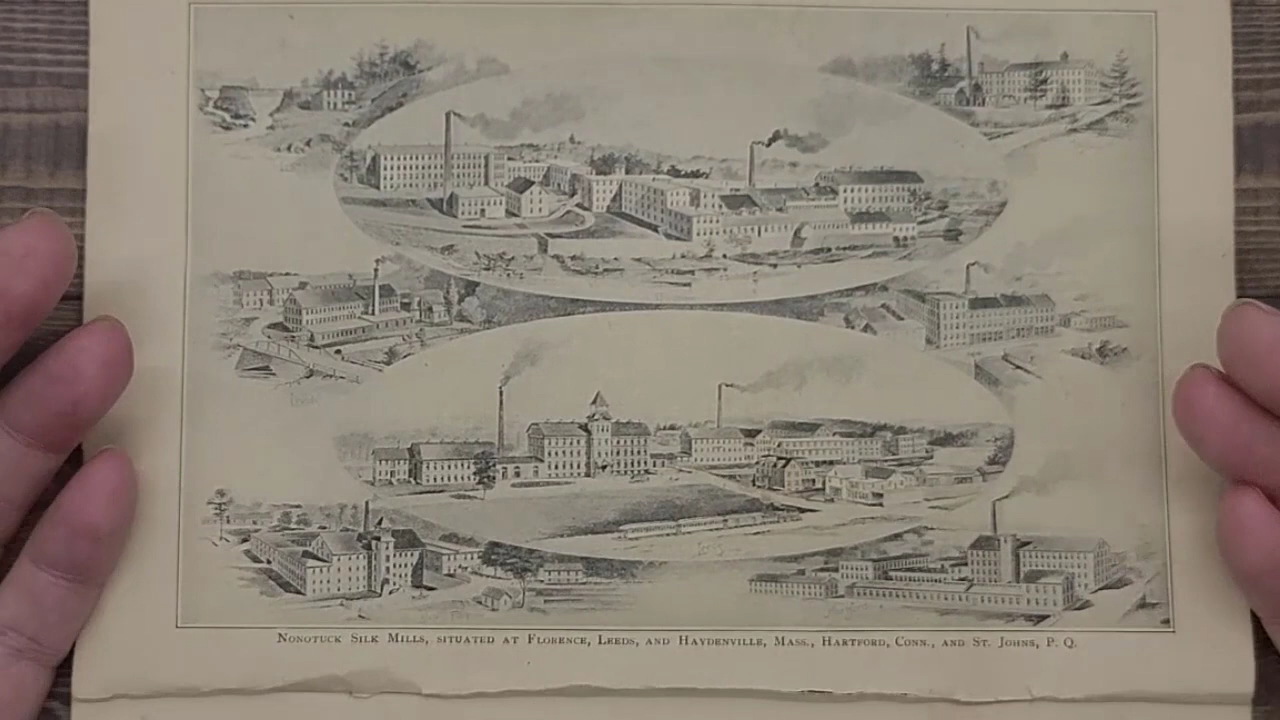 Nonotuck Silk Mills, situated at Florence, Leeds, and Haydenville, Mass., Hartford, Conn., and St. Johns, P. Q.